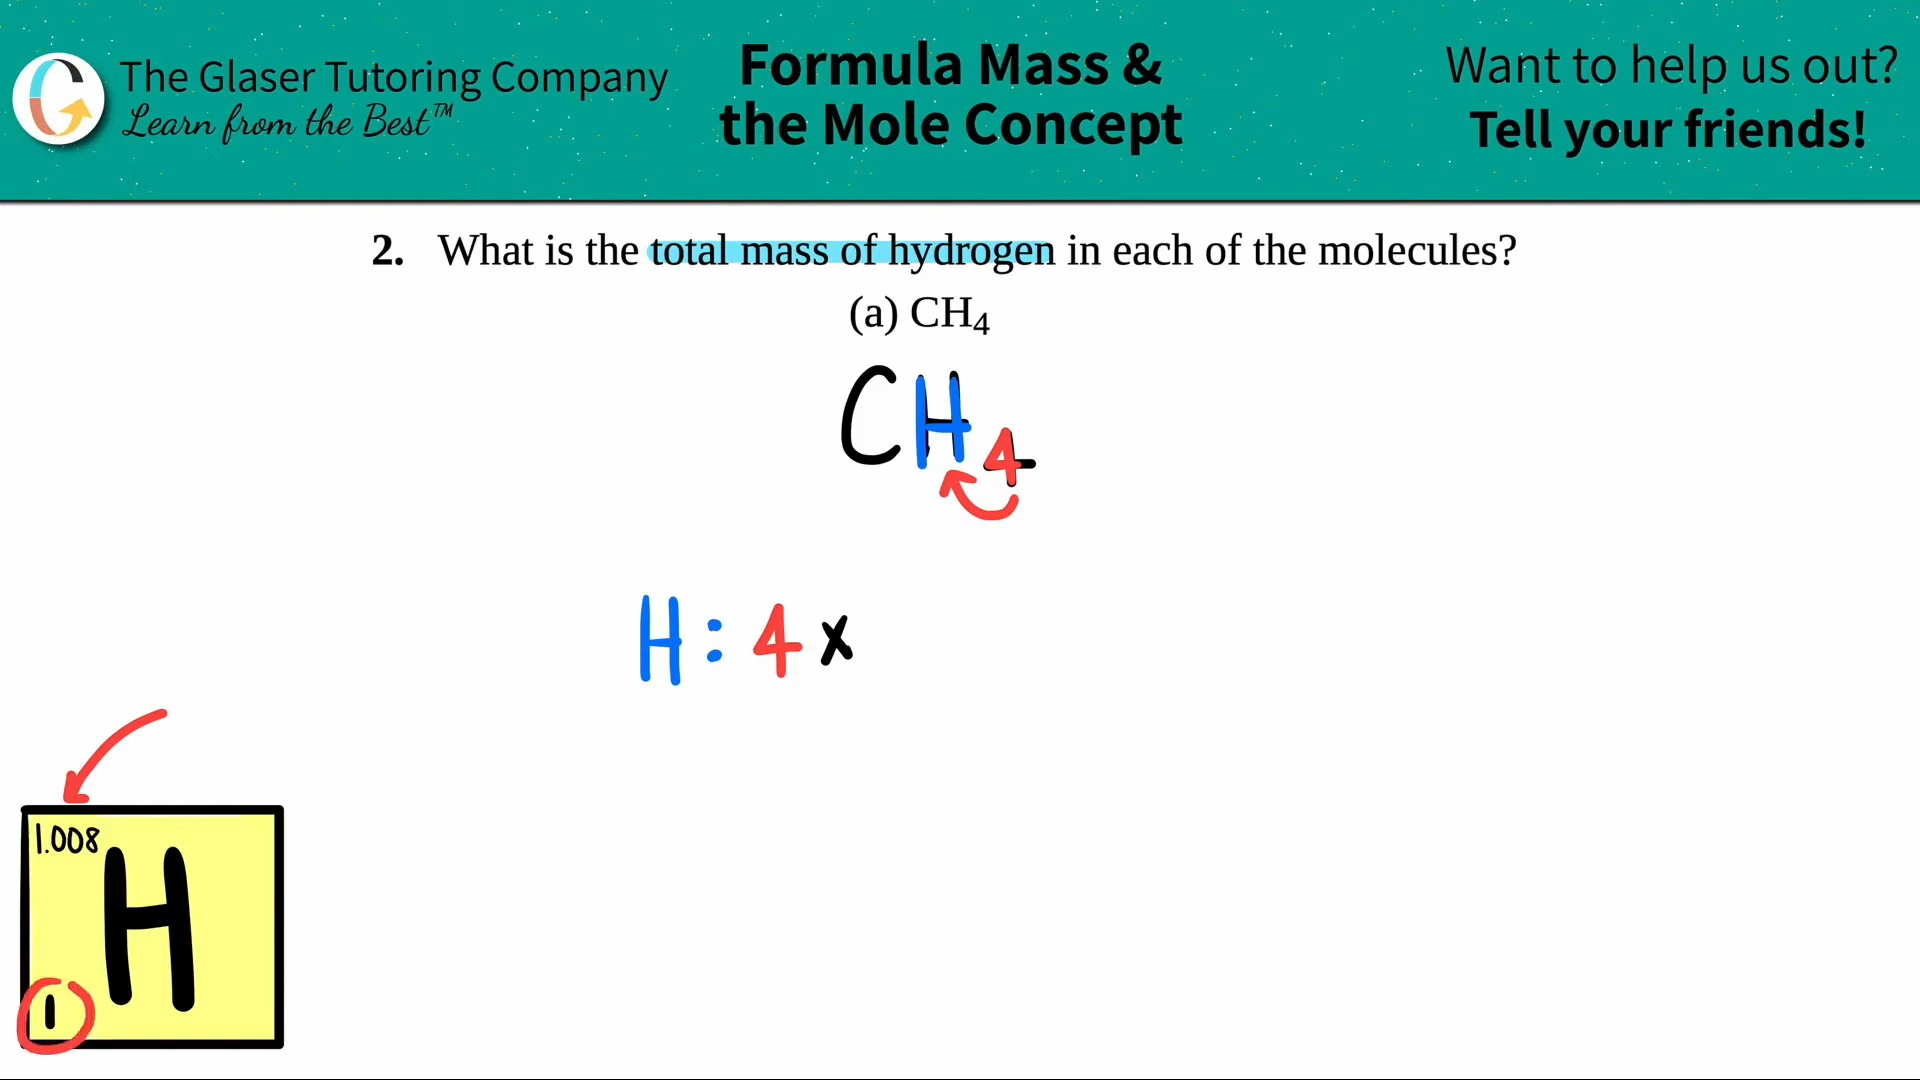 The Glaser Tutoring Company
Learn from the Best™
Formula Mass &
the Mole Concept
Want to help us out?
Tell your friends!
2. What is the total mass of hydrogen in each of the molecules?
(a) CH₄
CH₄
H: 4 x
1.008
H
1